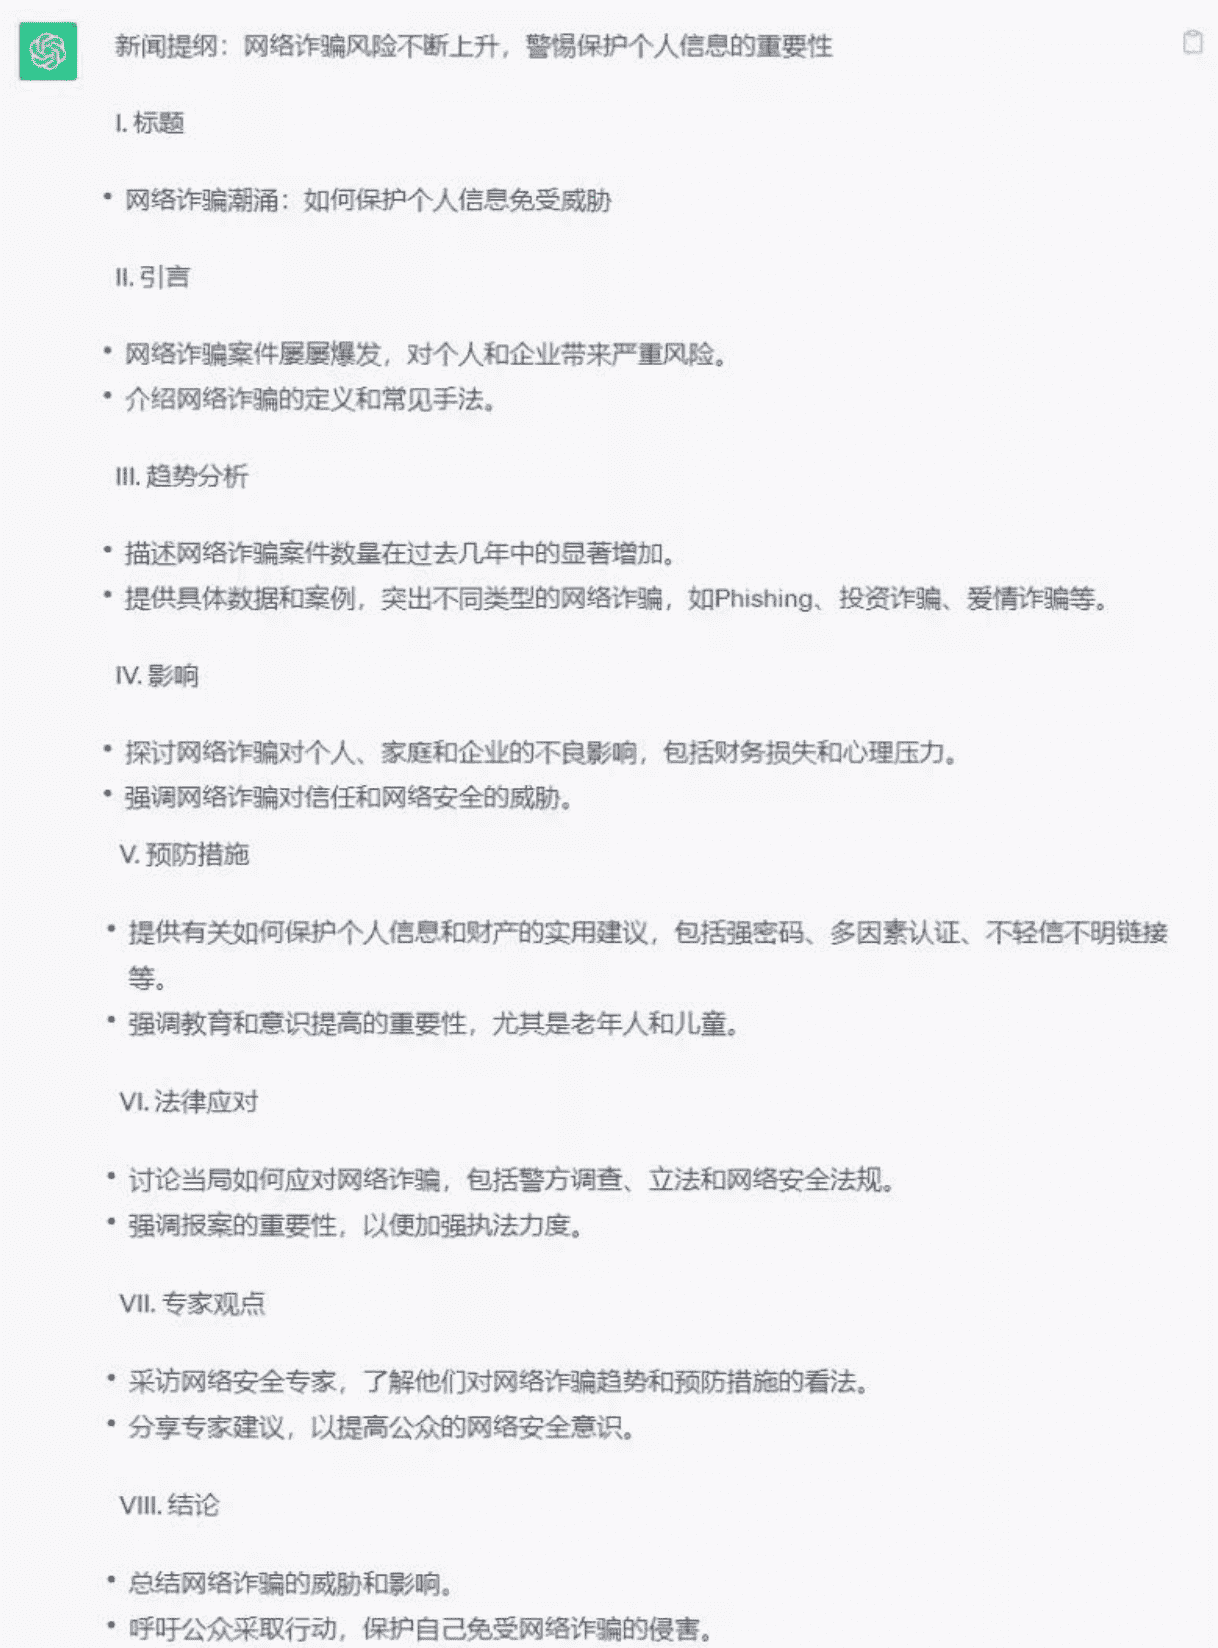 新闻提纲：网络诈骗风险不断上升，警惕保护个人信息的重要性
I. 标题
• 网络诈骗潮涌：如何保护个人信息免受威胁
II. 引言
• 网络诈骗案件屡屡爆发，对个人和企业带来严重风险。
• 介绍网络诈骗的定义和常见手法。
III. 趋势分析
• 描述网络诈骗案件数量在过去几年中的显著增加。
• 提供具体数据和案例，突出不同类型的网络诈骗，如Phishing、投资诈骗、爱情诈骗等。
IV. 影响
• 探讨网络诈骗对个人、家庭和企业的不良影响，包括财务损失和心理压力。
• 强调网络诈骗对信任和网络安全的威胁。
V. 预防措施
• 提供有关如何保护个人信息和财产的实用建议，包括强密码、多因素认证、不轻信不明链接
等。
• 强调教育和意识提高的重要性，尤其是老年人和儿童。
VI. 法律应对
• 讨论当局如何应对网络诈骗，包括警方调查、立法和网络安全法规。
• 强调报案的重要性，以便加强执法力度。
VII. 专家观点
• 采访网络安全专家，了解他们对网络诈骗趋势和预防措施的看法。
• 分享专家建议，以提高公众的网络安全意识。
VIII. 结论
• 总结网络诈骗的威胁和影响。
• 呼吁公众采取行动，保护自己免受网络诈骗的侵害。